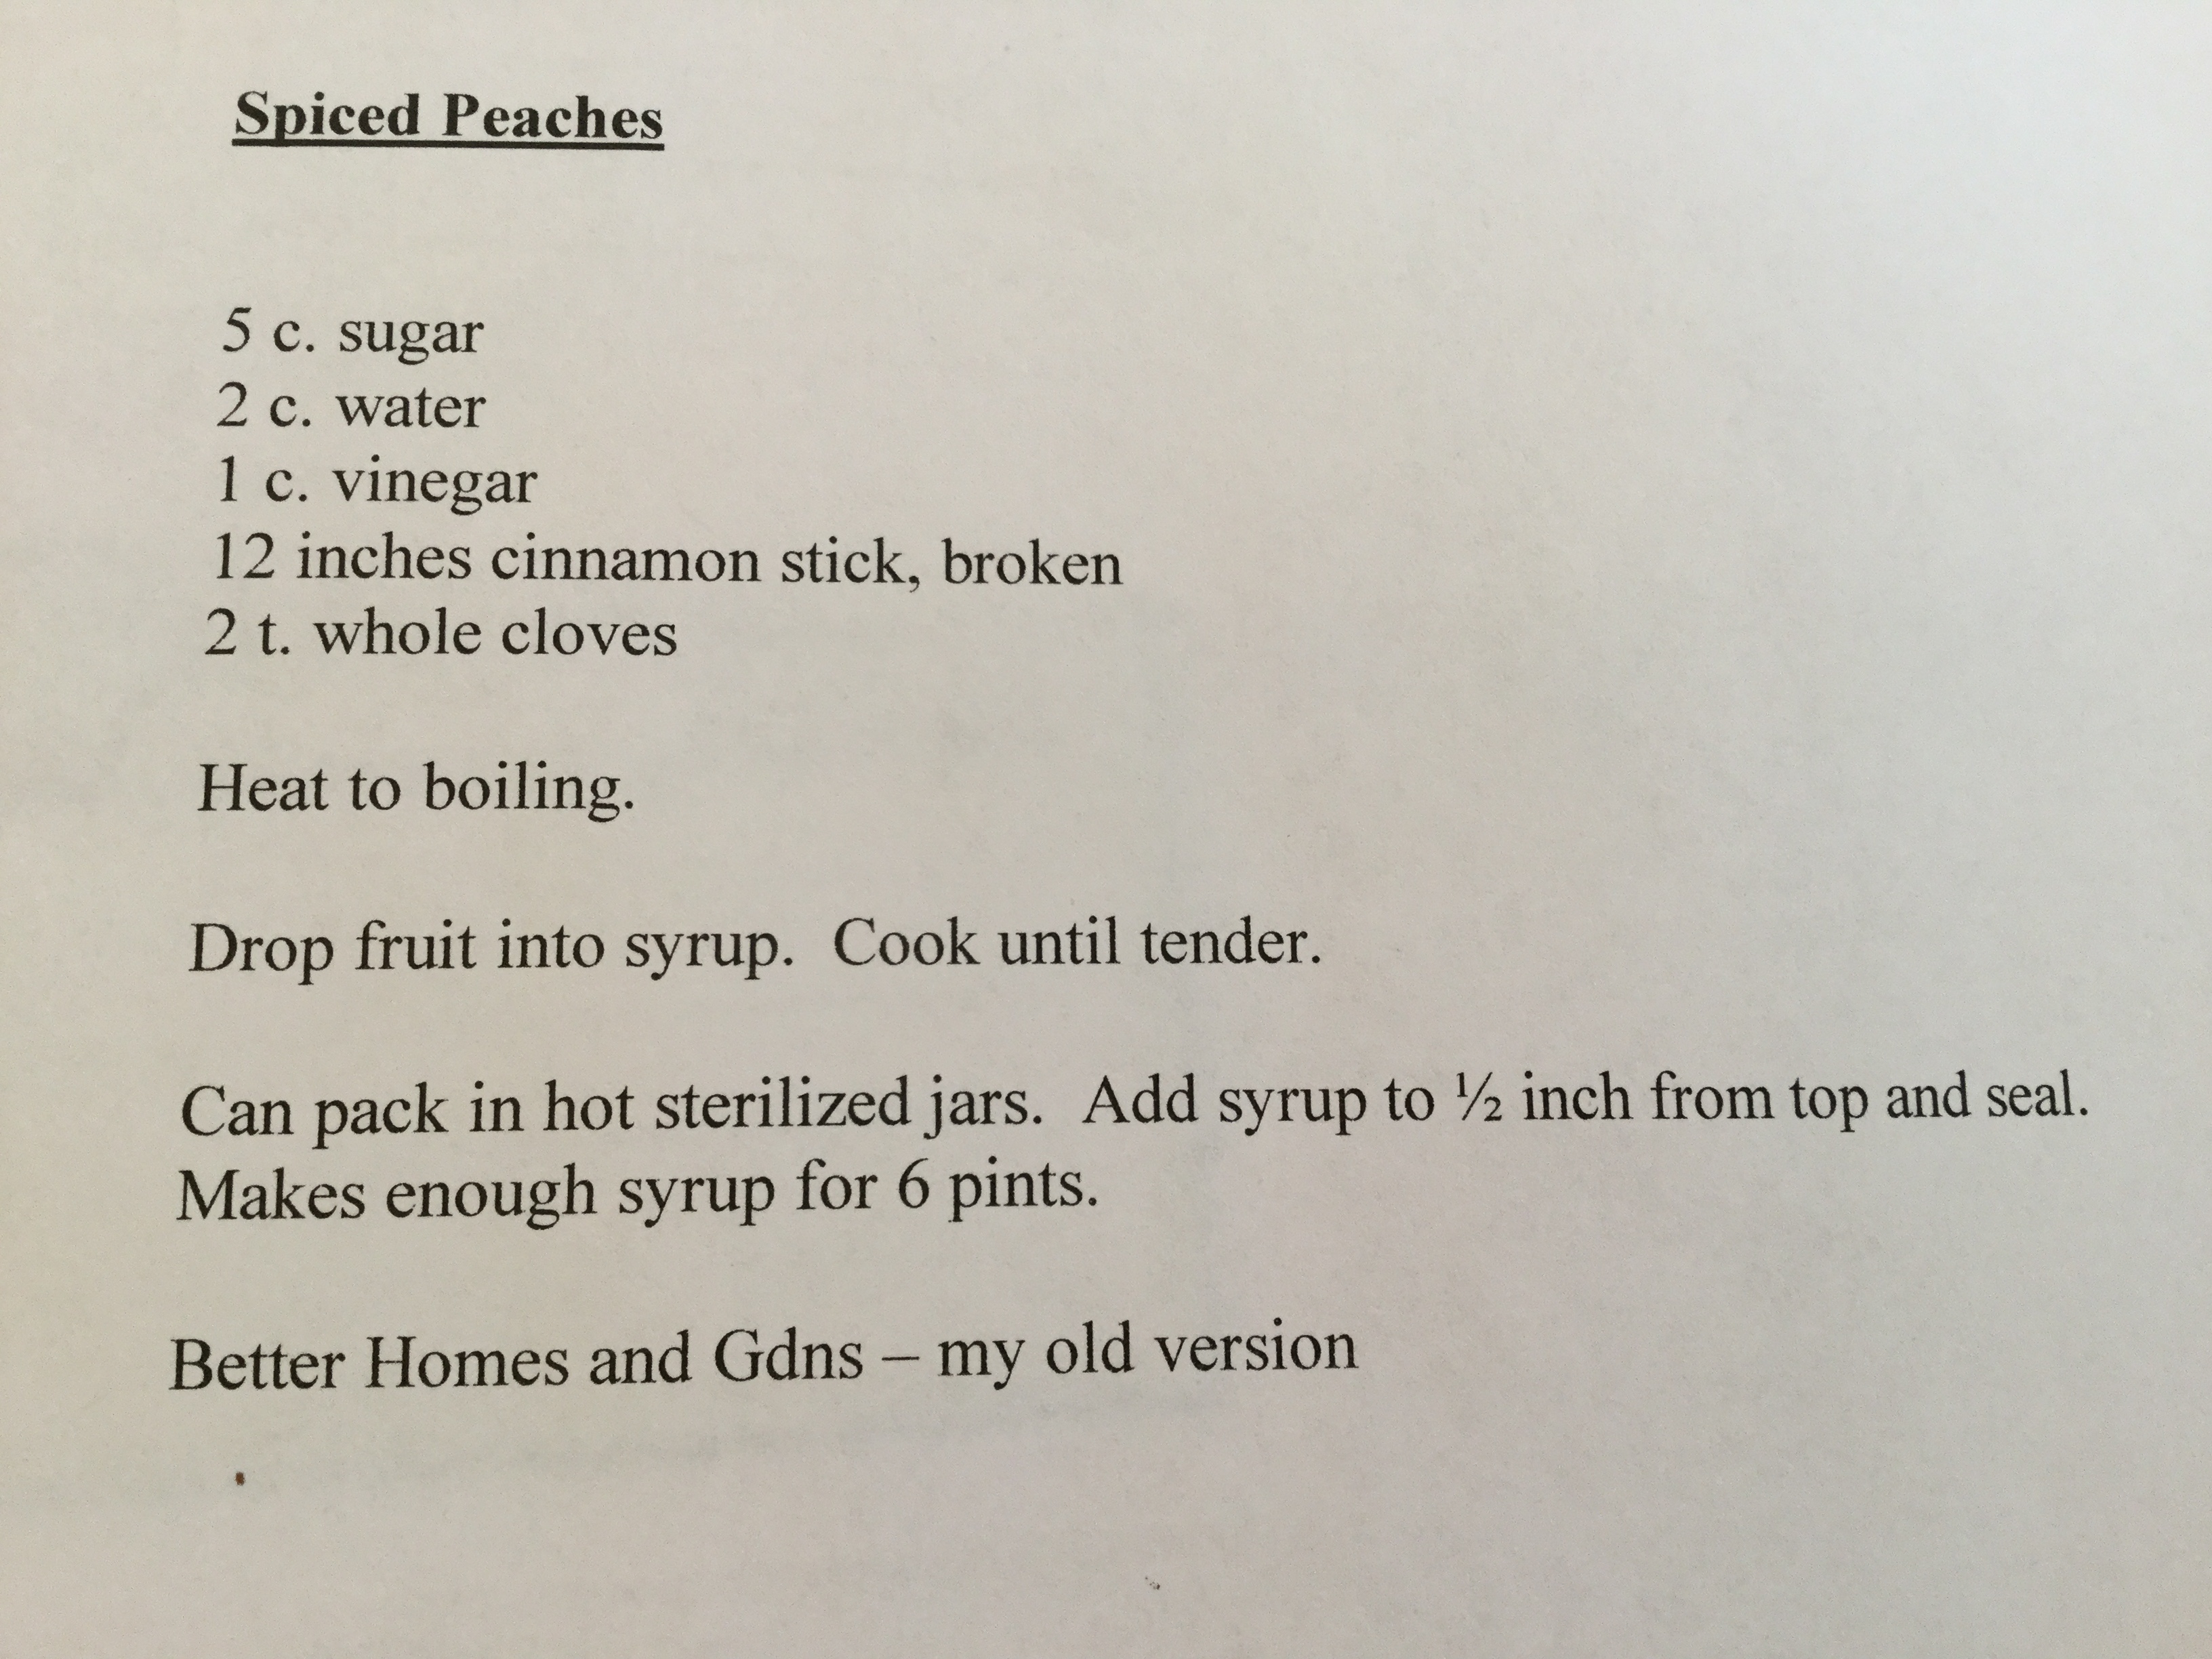 Spiced Peaches
5 c. sugar
2 c. water
1 c. vinegar
12 inches cinnamon stick, broken
2 t. whole cloves
Heat to boiling.
Drop fruit into syrup.  Cook until tender.
Can pack in hot sterilized jars.  Add syrup to ½ inch from top and seal.
Makes enough syrup for 6 pints.
Better Homes and Gdns – my old version